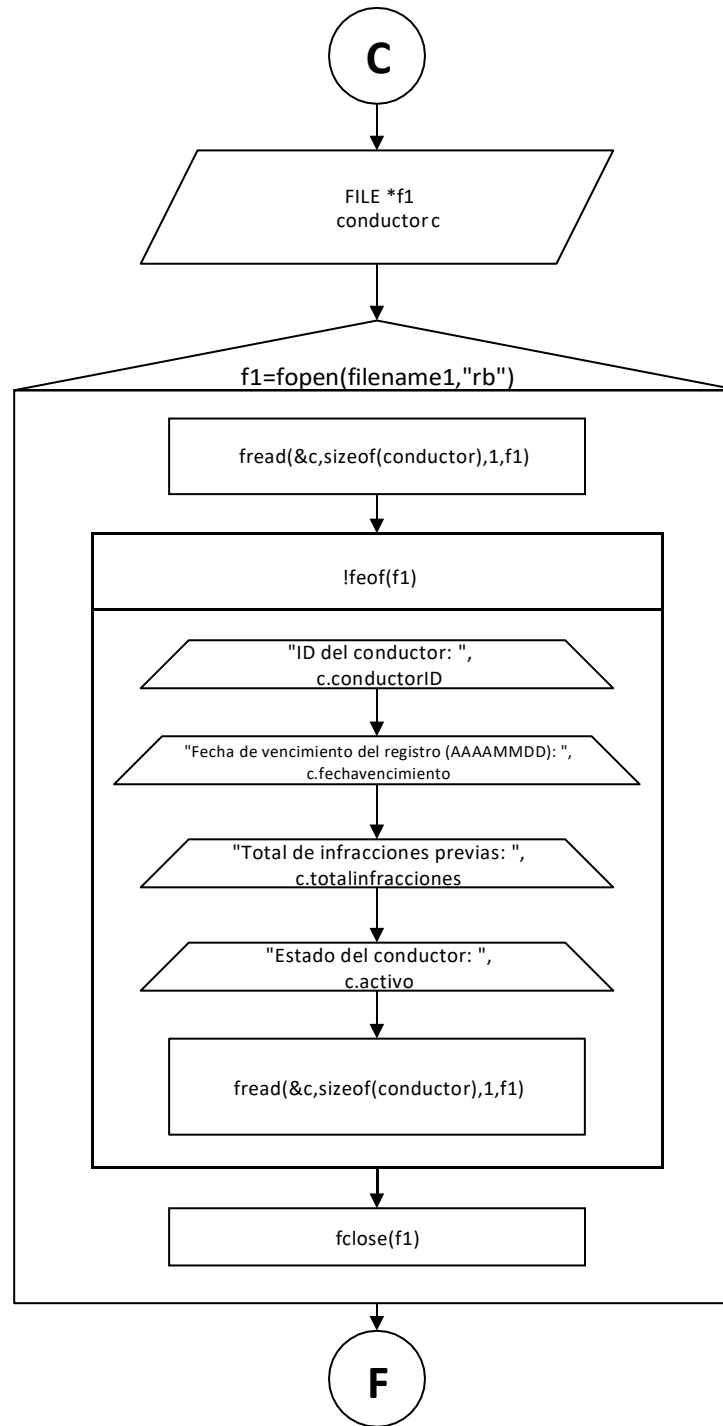 C
FILE *f1
conductor c
f1=fopen(filename1,"rb")
fread(&c,sizeof(conductor),1,f1)
!feof(f1)
"ID del conductor: ",
c.conductorID
"Fecha de vencimiento del registro (AAAAMMDD): ",
c.fechavencimiento
"Total de infracciones previas: ",
c.totalinfracciones
"Estado del conductor: ",
c.activo
fread(&c,sizeof(conductor),1,f1)
fclose(f1)
F